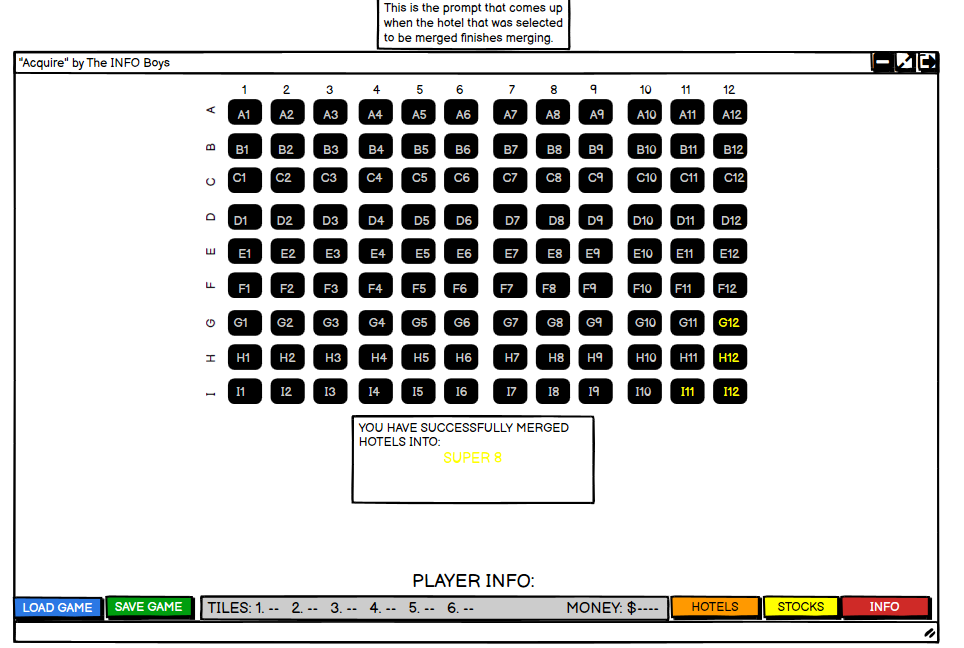 This is the prompt that comes up
when the hotel that was selected
to be merged finishes merging.
"Acquire" by The INFO Boys
1 2 3 4 5 6 7 8 9 10 11 12
A A1 A2 A3 A4 A5 A6 A7 A8 A9 A10 A11 A12
B B1 B2 B3 B4 B5 B6 B7 B8 B9 B10 B11 B12
C C1 C2 C3 C4 C5 C6 C7 C8 C9 C10 C11 C12
D D1 D2 D3 D4 D5 D6 D7 D8 D9 D10 D11 D12
E E1 E2 E3 E4 E5 E6 E7 E8 E9 E10 E11 E12
F F1 F2 F3 F4 F5 F6 F7 F8 F9 F10 F11 F12
G G1 G2 G3 G4 G5 G6 G7 G8 G9 G10 G11 G12
H H1 H2 H3 H4 H5 H6 H7 H8 H9 H10 H11 H12
I I1 I2 I3 I4 I5 I6 I7 I8 I9 I10 I11 I12
YOU HAVE SUCCESSFULLY MERGED
HOTELS INTO:
SUPER 8
PLAYER INFO:
LOAD GAME SAVE GAME TILES: 1. -- 2. -- 3. -- 4. -- 5. -- 6. -- MONEY: $---- HOTELS STOCKS INFO